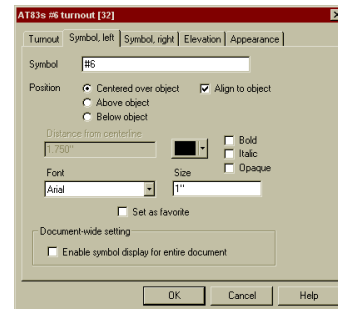 AT83s #6 turnout [32]
Turnout Symbol, left Symbol, right Elevation Appearance
Symbol #6
Position Centered over object Align to object
Above object
Below object
Distance from centerline Bold
1.750" Italic
Font Size Opaque
Arial 1"
Set as favorite
Document-wide setting
Enable symbol display for entire document
OK Cancel Help